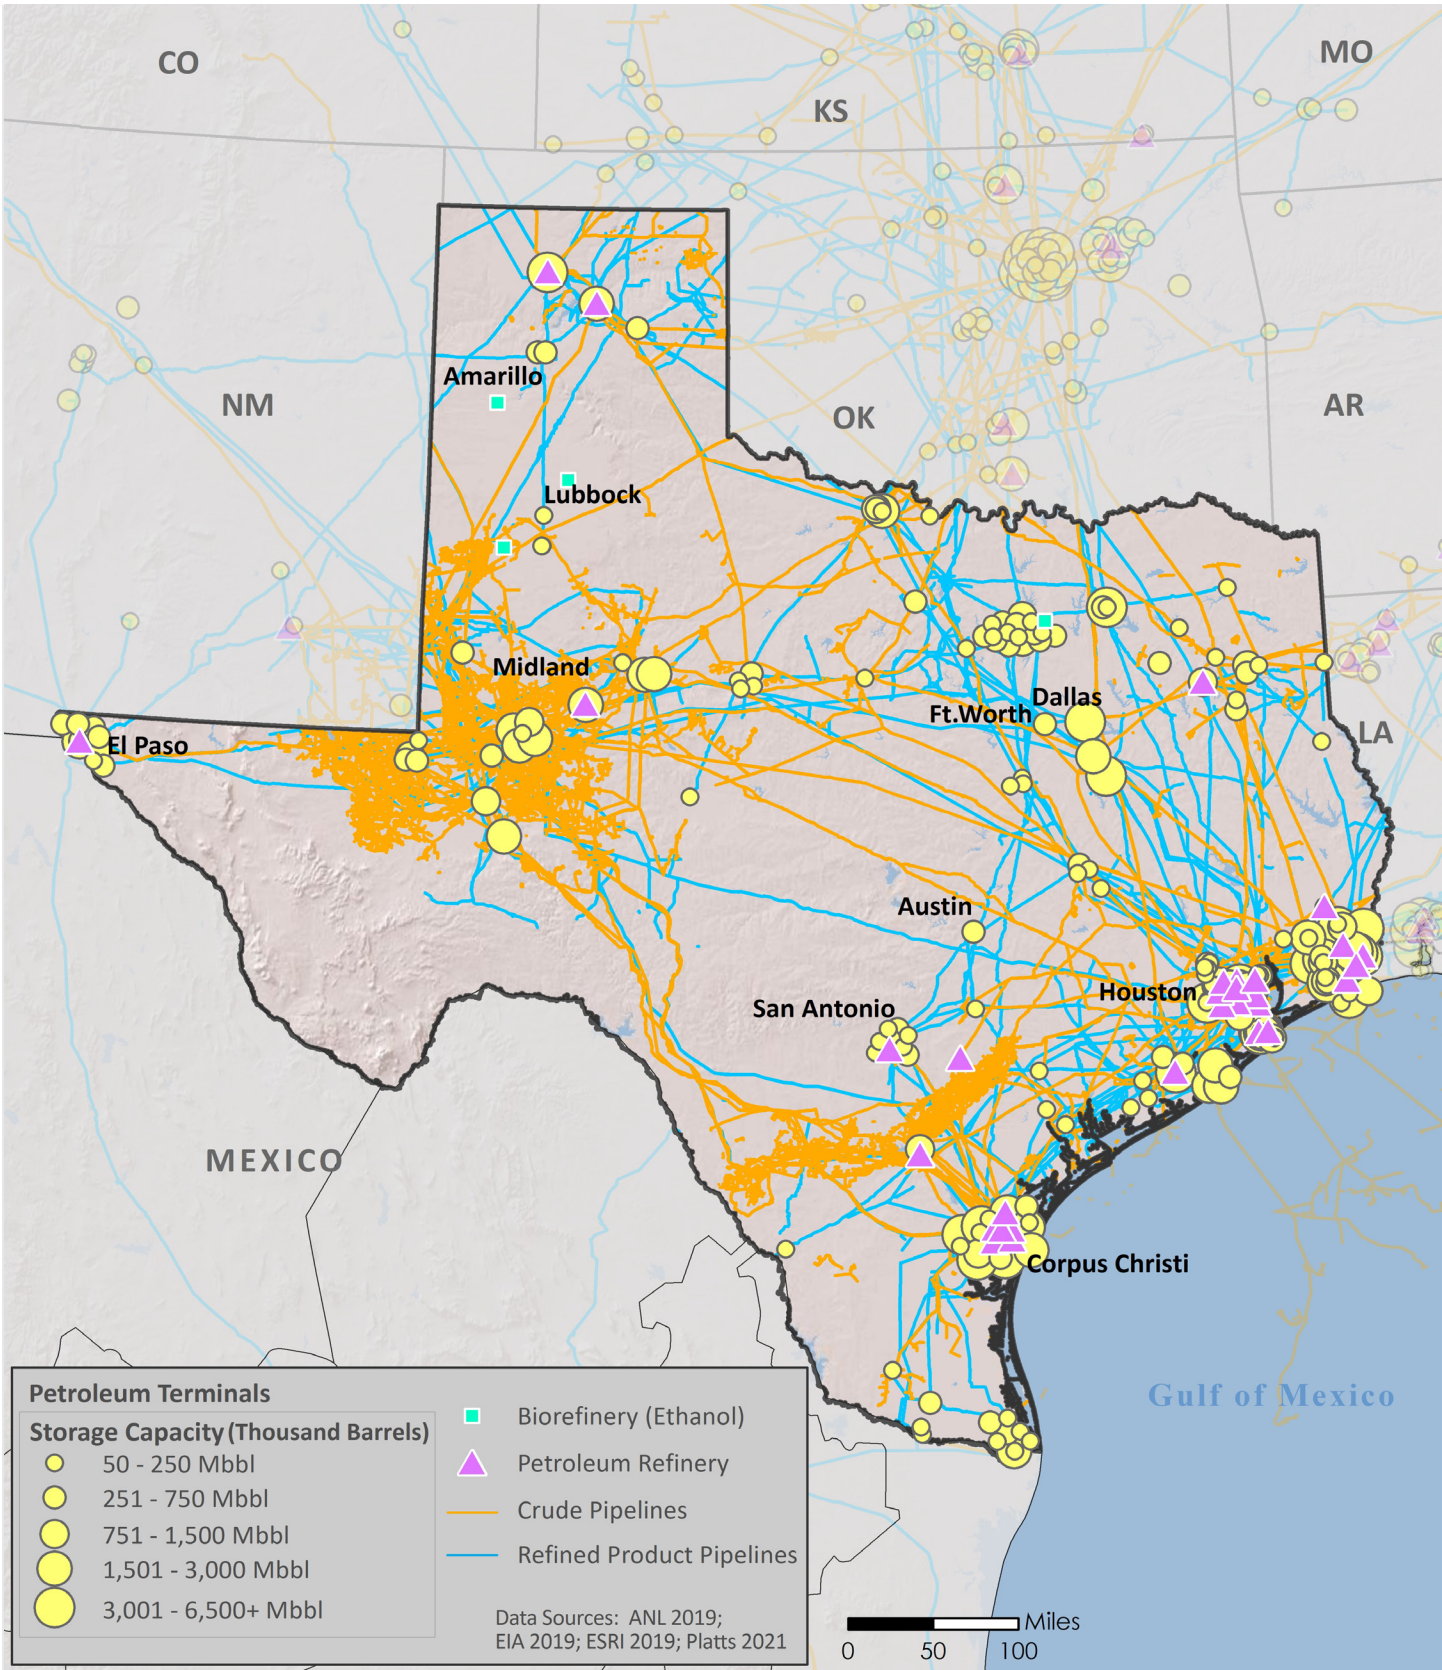 CO
MO
KS
NM
OK
AR
Amarillo
Lubbock
Midland
Dallas
Ft.Worth
El Paso
LA
Austin
Houston
San Antonio
MEXICO
Corpus Christi
Gulf of Mexico
Petroleum Terminals
Storage Capacity (Thousand Barrels)
50 - 250 Mbbl
251 - 750 Mbbl
751 - 1,500 Mbbl
1,501 - 3,000 Mbbl
3,001 - 6,500+ Mbbl
Biorefinery (Ethanol)
Petroleum Refinery
Crude Pipelines
Refined Product Pipelines
Data Sources: ANL 2019;
EIA 2019; ESRI 2019; Platts 2021
Miles
0 50 100